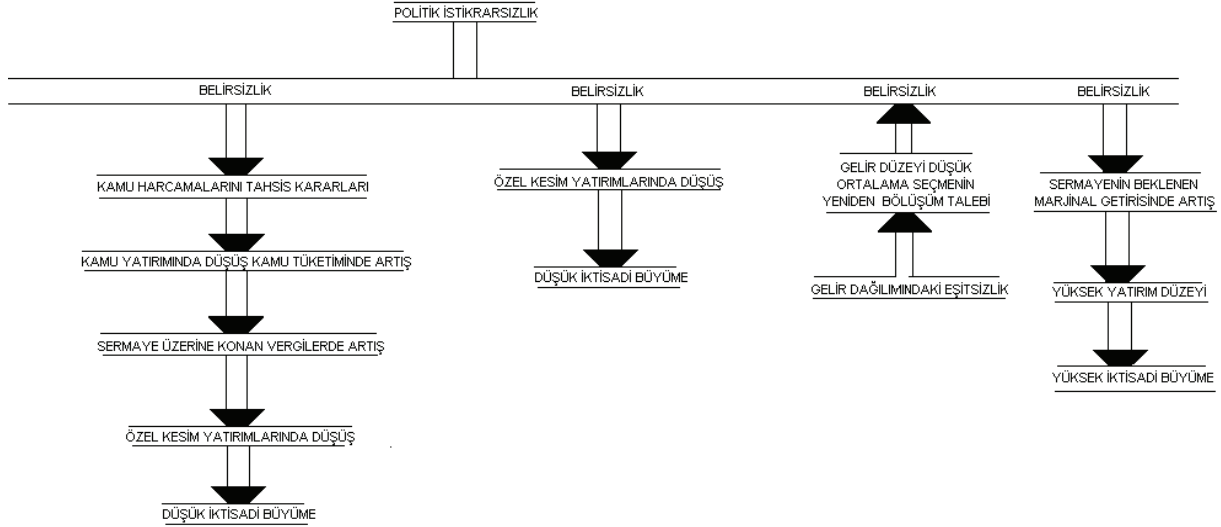 POLİTİK İSTİKRARSIZLIK
BELİRSİZLİK
BELİRSİZLİK
BELİRSİZLİK
BELİRSİZLİK
KAMU HARCAMALARINI TAHSİS KARARLARI
KAMU YATIRIMINDA DÜŞÜŞ KAMU TÜKETİMİNDE ARTIŞ
SERMAYE ÜZERİNE KONAN VERGİLERDE ARTIŞ
ÖZEL KESİM YATIRIMLARINDA DÜŞÜŞ
DÜŞÜK İKTİSADİ BÜYÜME
ÖZEL KESİM YATIRIMLARINDA DÜŞÜŞ
DÜŞÜK İKTİSADİ BÜYÜME
GELİR DÜZEYİ DÜŞÜK
ORTALAMA SEÇMENİN
YENİDEN BÖLÜŞÜM TALEBİ
GELİR DAĞILIMINDAKİ EŞİTSİZLİK
SERMAYENİN BEKLENEN
MARJİNAL GETİRİSİNDE ARTIŞ
YÜKSEK YATIRIM DÜZEYİ
YÜKSEK İKTİSADİ BÜYÜME